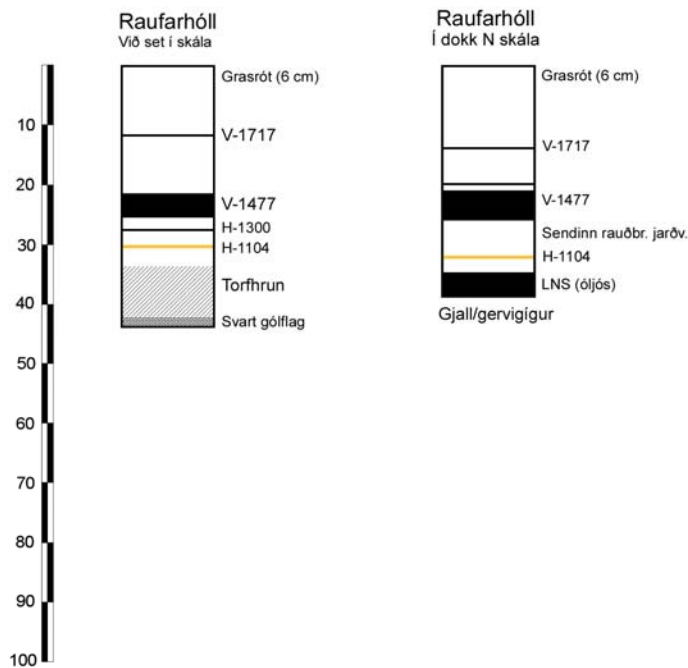 Raufarhóll
Við set í skála
Grasrót (6 cm)
V-1717
V-1477
H-1300
H-1104
Torfhrun
Svart gólflag
Raufarhóll
Í dokk N skála
Grasrót (6 cm)
V-1717
V-1477
Sendinn rauðbr. jarðv.
H-1104
LNS (óljós)
Gjall/gervigígur
10
20
30
40
50
60
70
80
90
100